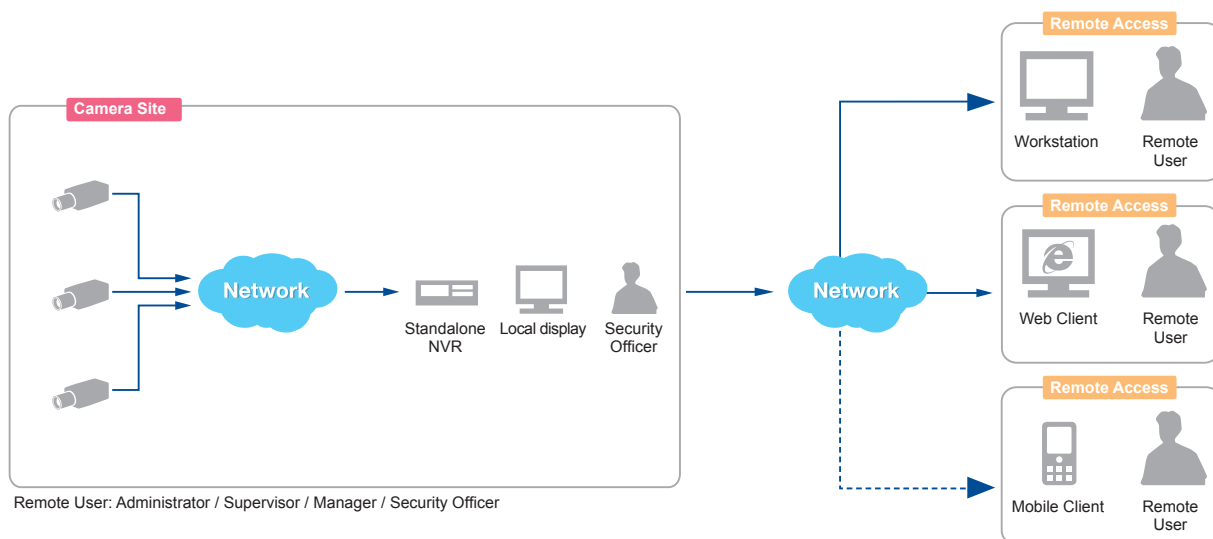 Camera Site
Network
Standalone
NVR
Local display
Security
Officer
Remote User: Administrator / Supervisor / Manager / Security Officer
Network
Remote Access
Workstation
Remote
User
Remote Access
Web Client
Remote
User
Remote Access
Mobile Client
Remote
User